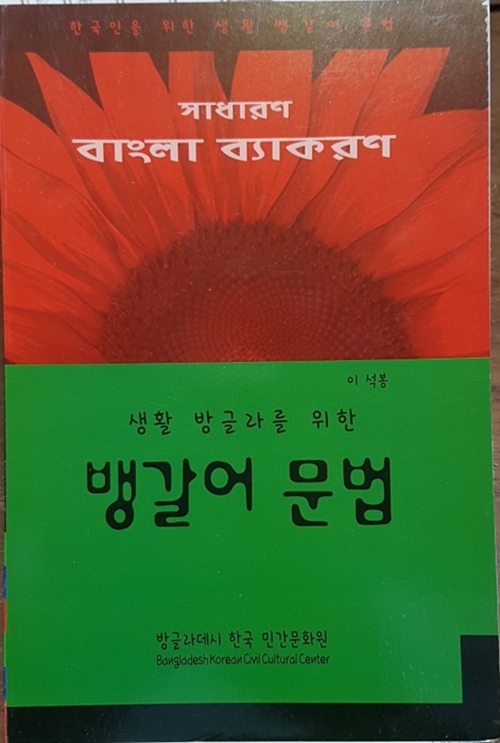 한국인을 위한 생활 뱅갈어 문법
সাধারণ
বাংলা ব্যাকরণ
이 석봉
생활 방글라를 위한
뱅갈어 문법
방글라데시 한국 민간문화원
Bangladesh Korean Civil Cultural Center